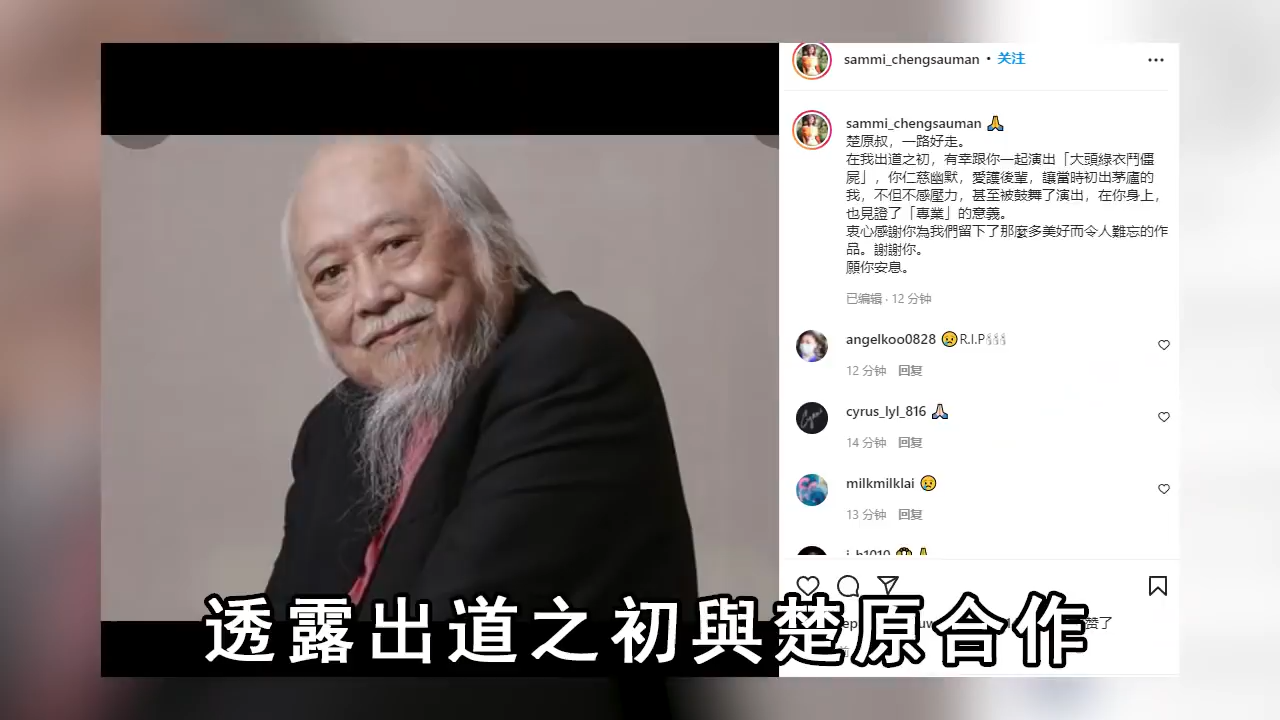 sammi_chengsauman • 关注
sammi_chengsauman 🙏
楚原叔，一路好走。
在我出道之初，有幸跟你一起演出「大頭綠衣鬥僵
屍」，你仁慈幽默，愛護後輩，讓當時初出茅廬的
我，不但不感壓力，甚至被鼓舞了演出，在你身上，
也見證了「專業」的意義。
衷心感謝你為我們留下了那麼多美好而令人難忘的作
品。謝謝你。
願你安息。
已编辑 · 12 分钟
angelkoo0828 😥R.I.P🕯🕯🕯
12 分钟 回复
cyrus_lyl_816 🙏🏻
14 分钟 回复
milkmilklai 😥
13 分钟 回复
赞了
透露出道之初與楚原合作